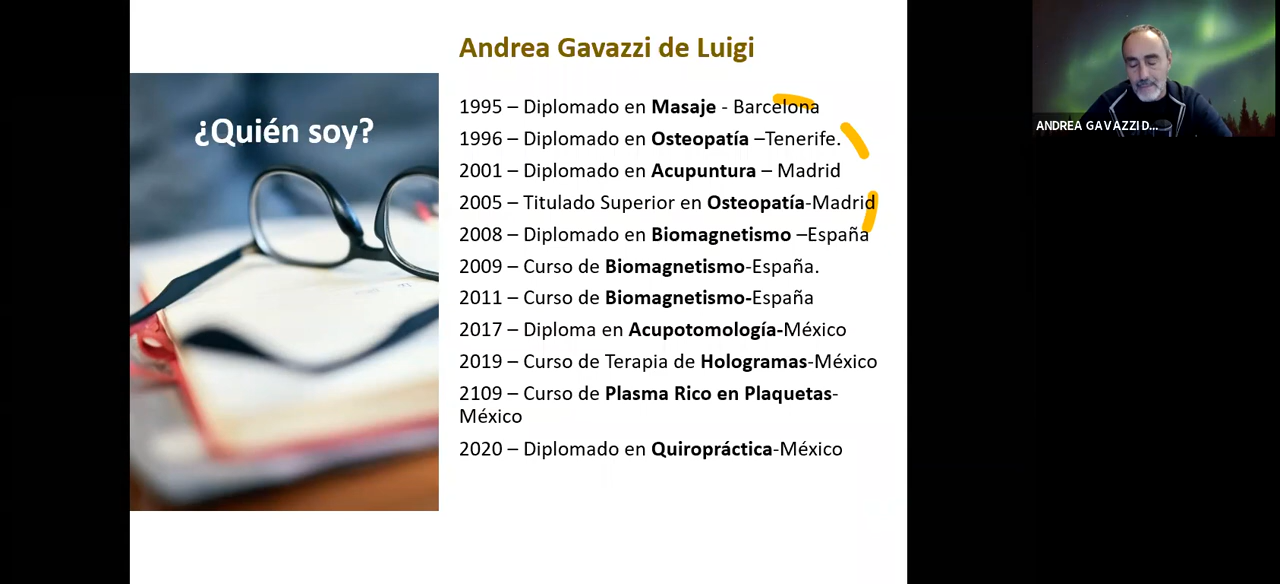 Andrea Gavazzi de Luigi
¿Quién soy?
1995 – Diplomado en Masaje - Barcelona
1996 – Diplomado en Osteopatía –Tenerife.
2001 – Diplomado en Acupuntura – Madrid
2005 – Titulado Superior en Osteopatía-Madrid
2008 – Diplomado en Biomagnetismo –España
2009 – Curso de Biomagnetismo-España.
2011 – Curso de Biomagnetismo-España
2017 – Diploma en Acupotomología-México
2019 – Curso de Terapia de Hologramas-México
2109 – Curso de Plasma Rico en Plaquetas-
México
2020 – Diplomado en Quiropráctica-México
ANDREA GAVAZZI D...